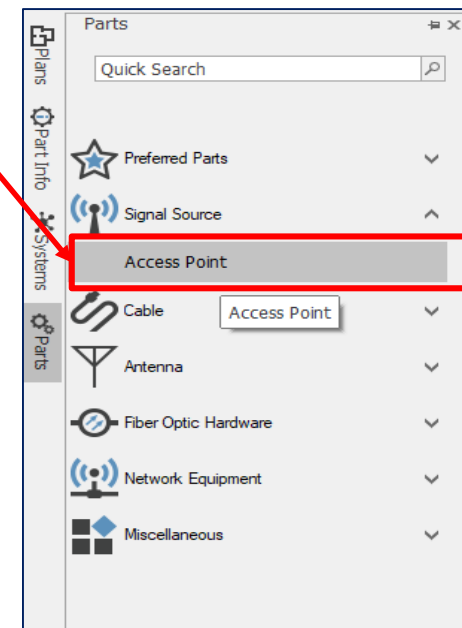 Parts
Quick Search
Plans
Part Info
Systems
Parts
Preferred Parts
Signal Source
Access Point
Cable
Access Point
Antenna
Fiber Optic Hardware
Network Equipment
Miscellaneous